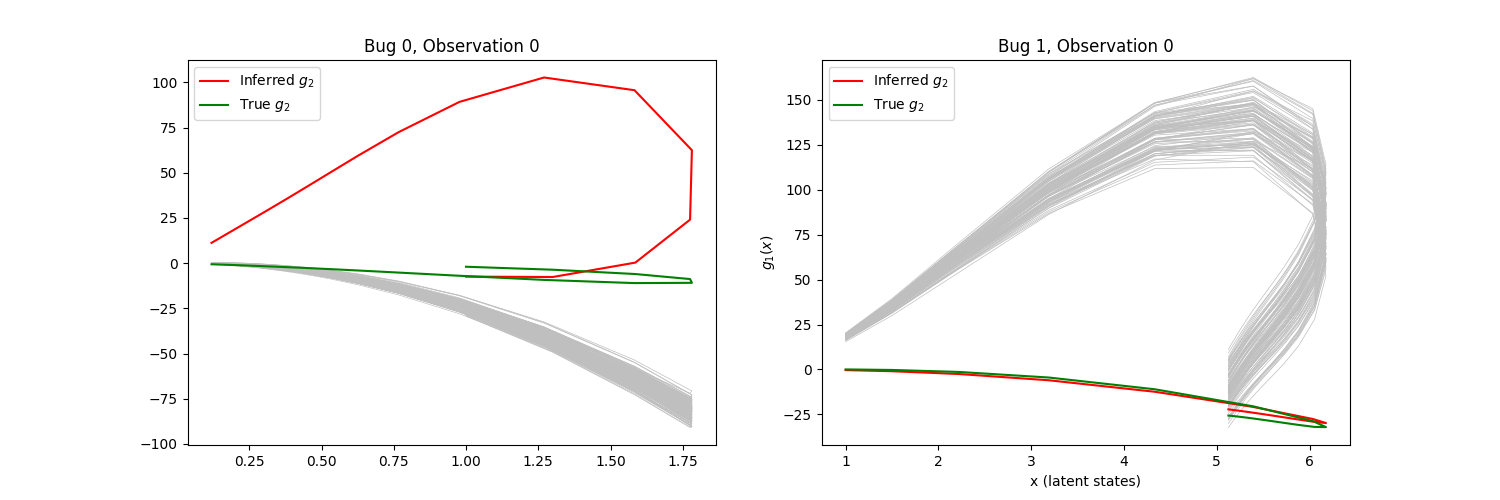 Bug 0, Observation 0
Inferred g₂
True g₂
100
75
50
25
0
−25
−50
−75
−100
0.25 0.50 0.75 1.00 1.25 1.50 1.75
Bug 1, Observation 0
Inferred g₂
True g₂
150
125
100
75
50
25
0
−25
g₁(x)
1 2 3 4 5 6
x (latent states)